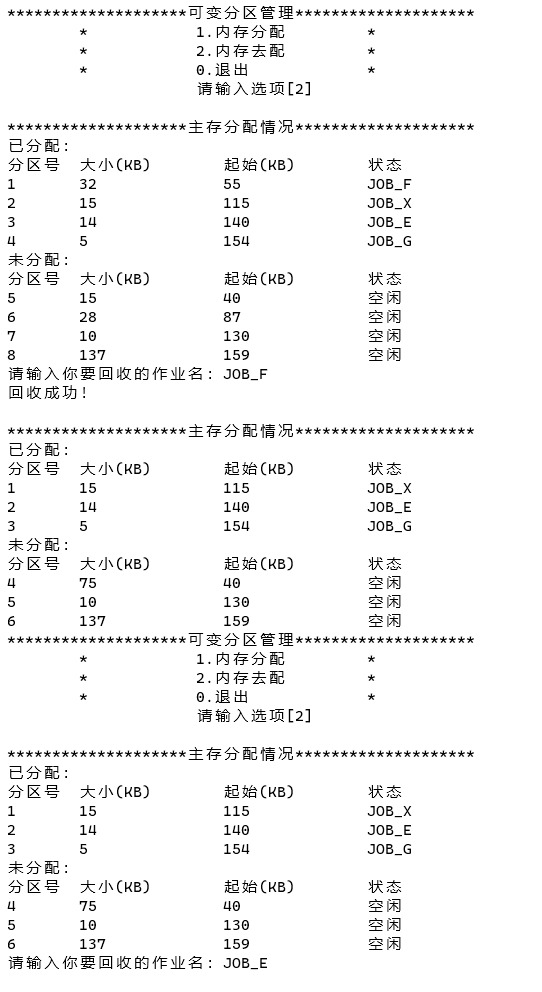 ********************可变分区管理********************
        *            1.内存分配         *
        *            2.内存去配         *
        *            0.退出             *
                     请输入选项[2]

********************主存分配情况********************
已分配:
分区号  大小(KB)        起始(KB)        状态
1       32              55              JOB_F
2       15              115             JOB_X
3       14              140             JOB_E
4       5               154             JOB_G
未分配:
分区号  大小(KB)        起始(KB)        状态
5       15              40              空闲
6       28              87              空闲
7       10              130             空闲
8       137             159             空闲
请输入你要回收的作业名: JOB_F
回收成功!

********************主存分配情况********************
已分配:
分区号  大小(KB)        起始(KB)        状态
1       15              115             JOB_X
2       14              140             JOB_E
3       5               154             JOB_G
未分配:
分区号  大小(KB)        起始(KB)        状态
4       75              40              空闲
5       10              130             空闲
6       137             159             空闲
********************可变分区管理********************
        *            1.内存分配         *
        *            2.内存去配         *
        *            0.退出             *
                     请输入选项[2]

********************主存分配情况********************
已分配:
分区号  大小(KB)        起始(KB)        状态
1       15              115             JOB_X
2       14              140             JOB_E
3       5               154             JOB_G
未分配:
分区号  大小(KB)        起始(KB)        状态
4       75              40              空闲
5       10              130             空闲
6       137             159             空闲
请输入你要回收的作业名: JOB_E